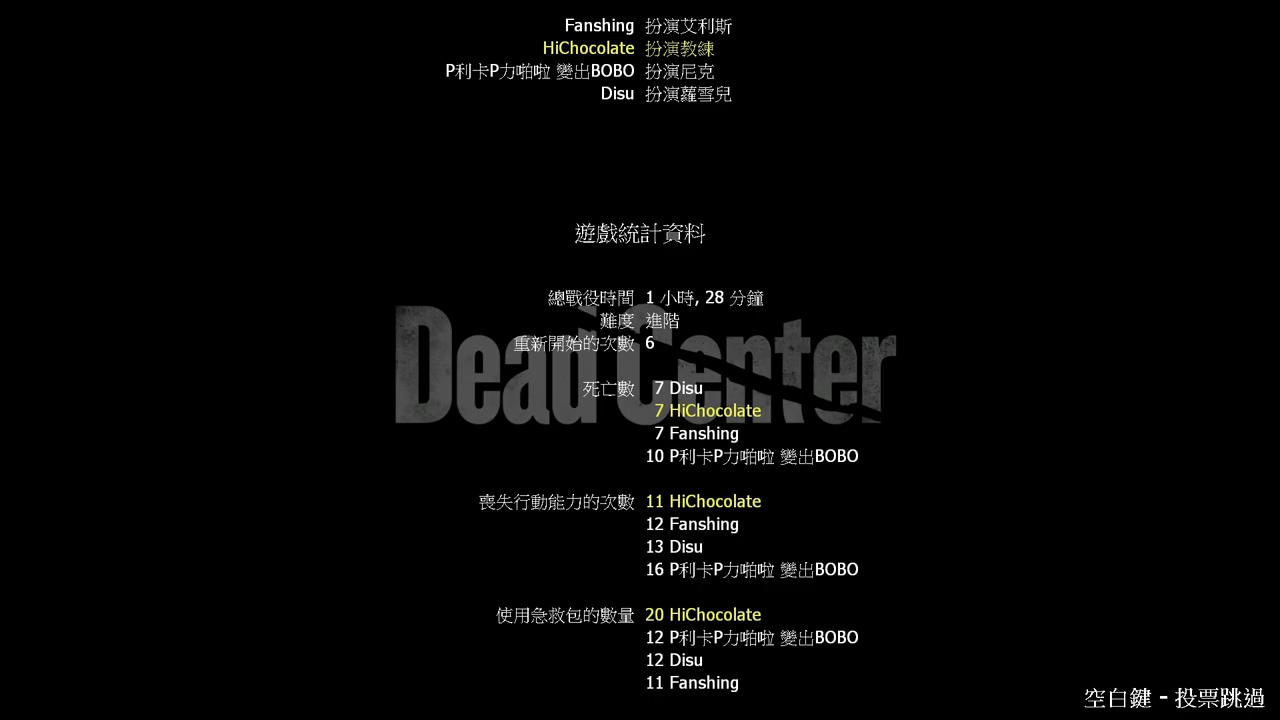 Fanshing 扮演艾利斯
HiChocolate 扮演教練
P利卡P力啪啦 變出BOBO 扮演尼克
Disu 扮演蘿雪兒
遊戲統計資料
總戰役時間 1 小時, 28 分鐘
難度 進階
重新開始的次數 6
Dead Center
死亡數 7 Disu
7 HiChocolate
7 Fanshing
10 P利卡P力啪啦 變出BOBO
喪失行動能力的次數 11 HiChocolate
12 Fanshing
13 Disu
16 P利卡P力啪啦 變出BOBO
使用急救包的數量 20 HiChocolate
12 P利卡P力啪啦 變出BOBO
12 Disu
11 Fanshing
空白鍵 - 投票跳過